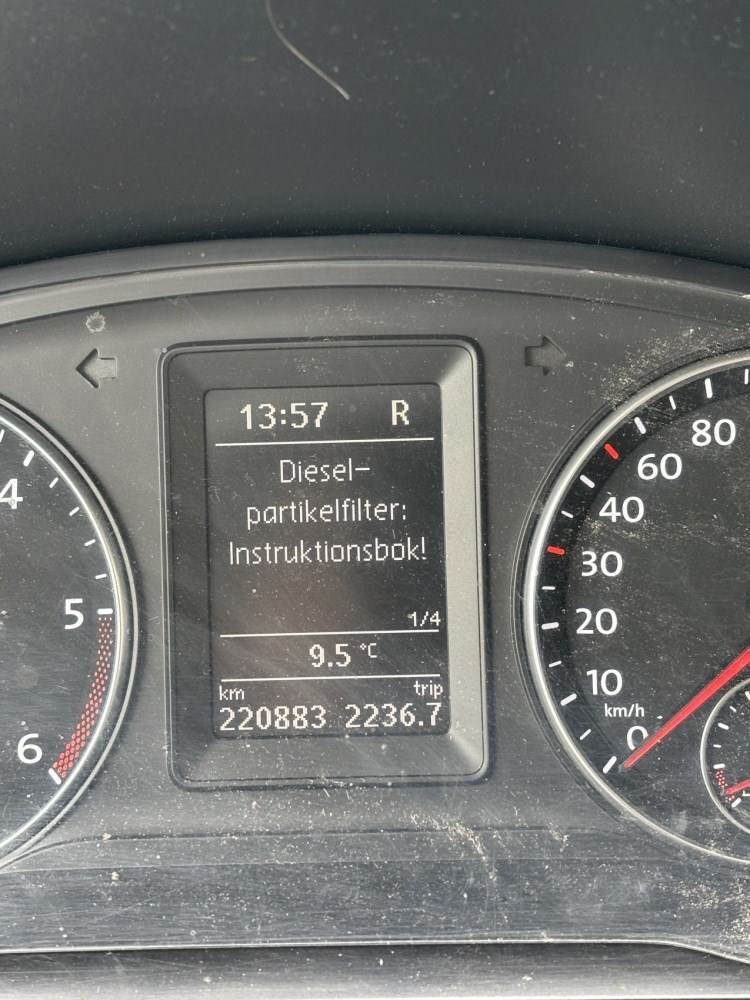 13:57 R
Diesel-
partikelfilter:
Instruktionsbok!
1/4
9.5 °C
km trip
220883 2236.7
4
5
6
80
60
40
30
20
10
km/h
0